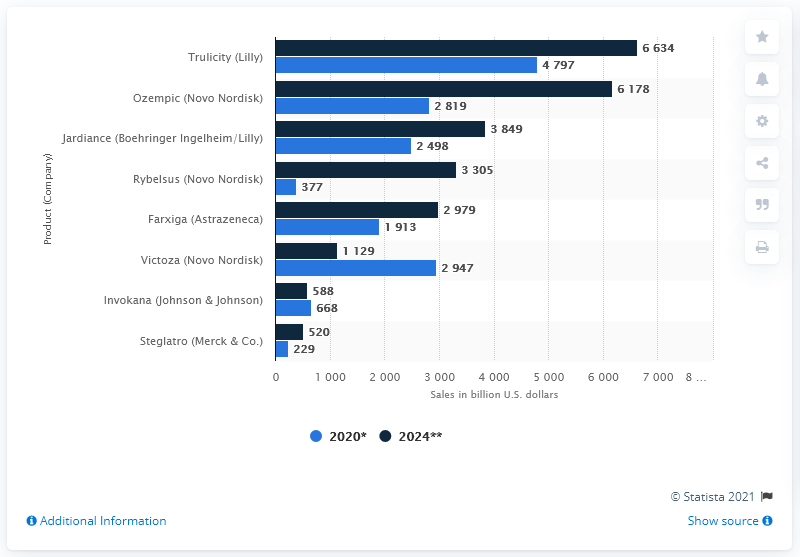 Product (Company)
Trulicity (Lilly)
6 634
4 797
Ozempic (Novo Nordisk)
6 178
2 819
Jardiance (Boehringer Ingelheim/Lilly)
3 849
2 498
Rybelsus (Novo Nordisk)
3 305
377
Farxiga (Astrazeneca)
2 979
1 913
Victoza (Novo Nordisk)
1 129
2 947
Invokana (Johnson & Johnson)
588
668
Steglatro (Merck & Co.)
520
229
0 1 000 2 000 3 000 4 000 5 000 6 000 7 000 8 ...
Sales in billion U.S. dollars
2020* 2024**
© Statista 2021
Additional Information
Show source